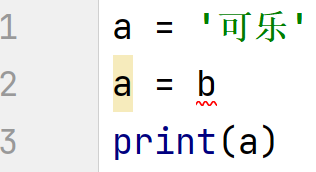 1 a = '可乐'
2 a = b
3 print(a)